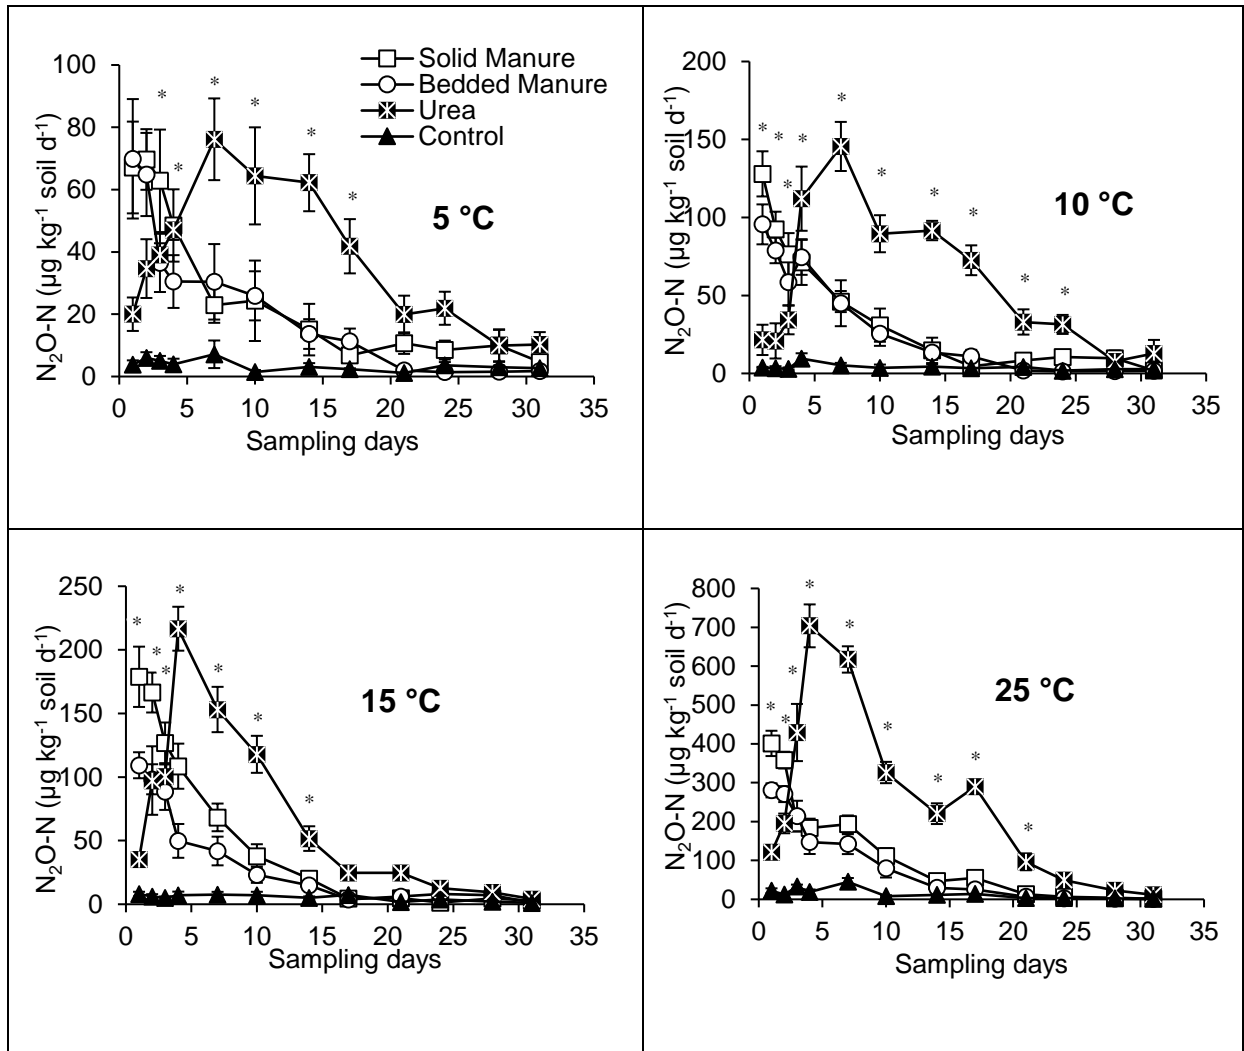 Solid Manure
Bedded Manure
Urea
Control
100
80
60
40
20
0
N₂O-N (µg kg⁻¹ soil d⁻¹)
* * * * * *
5 °C
0 5 10 15 20 25 30 35
Sampling days
200
150
100
50
0
N₂O-N (µg kg⁻¹ soil d⁻¹)
* * * * * * * * * *
10 °C
0 5 10 15 20 25 30 35
Sampling days
250
200
150
100
50
0
N₂O-N (µg kg⁻¹ soil d⁻¹)
* * * * * * *
15 °C
0 5 10 15 20 25 30 35
Sampling days
800
700
600
500
400
300
200
100
0
N₂O-N (µg kg⁻¹ soil d⁻¹)
* * * * * * * * *
25 °C
0 5 10 15 20 25 30 35
Sampling days